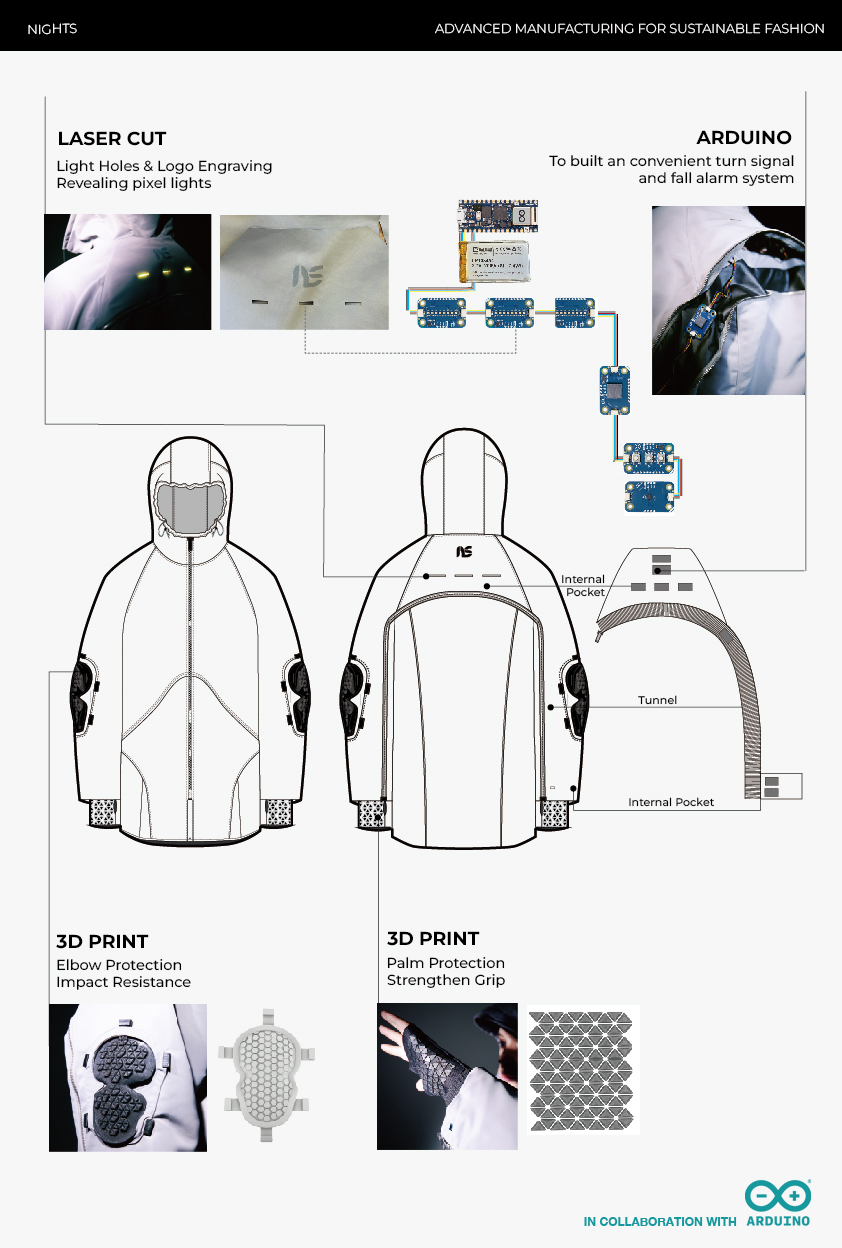 NIGHTS
ADVANCED MANUFACTURING FOR SUSTAINABLE FASHION
LASER CUT
Light Holes & Logo Engraving
Revealing pixel lights
ARDUINO
To built an convenient turn signal
and fall alarm system
NS
NS
Internal
Pocket
Tunnel
Internal Pocket
3D PRINT
Elbow Protection
Impact Resistance
3D PRINT
Palm Protection
Strengthen Grip
IN COLLABORATION WITH
ARDUINO